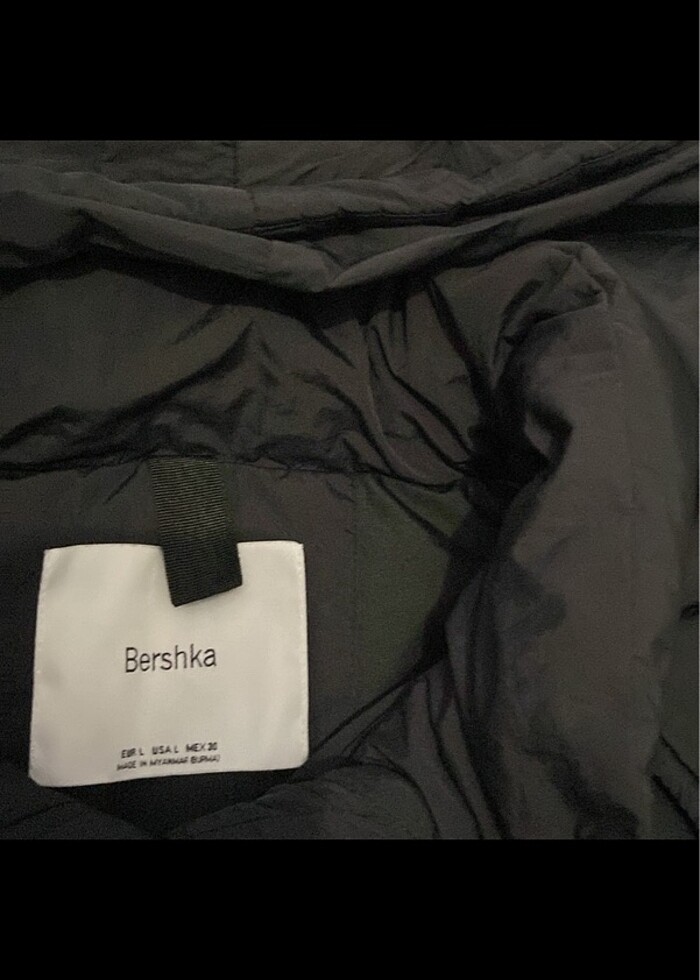 Bershka
EUR L USA L MEX 30
MADE IN MYANMAR (BURMA)